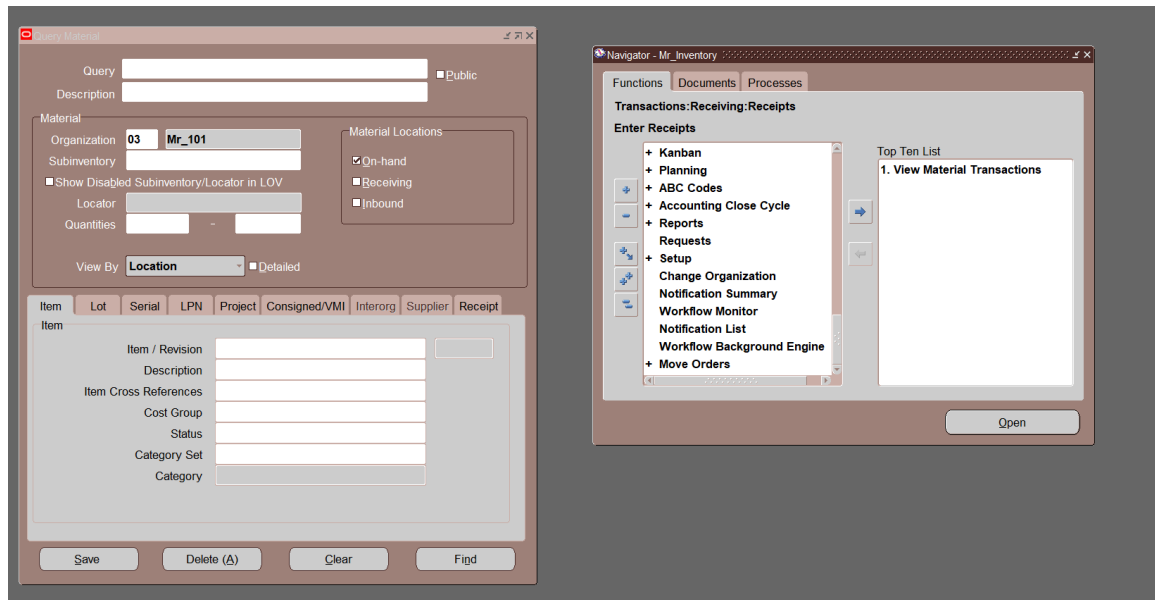 Query Material
Query
Public
Description
Material
Organization 03 Mr_101
Subinventory
Show Disabled Subinventory/Locator in LOV
Locator
Quantities -
Material Locations
On-hand
Receiving
Inbound
View By Location Detailed
Item Lot Serial LPN Project Consigned/VMI Interorg Supplier Receipt
Item
Item / Revision
Description
Item Cross References
Cost Group
Status
Category Set
Category
Save Delete (A) Clear Find
Navigator - Mr_Inventory
Functions Documents Processes
Transactions:Receiving:Receipts
Enter Receipts
+ Kanban
+ Planning
+ ABC Codes
+ Accounting Close Cycle
+ Reports
Requests
+ Setup
Change Organization
Notification Summary
Workflow Monitor
Notification List
Workflow Background Engine
+ Move Orders
Top Ten List
1. View Material Transactions
Open